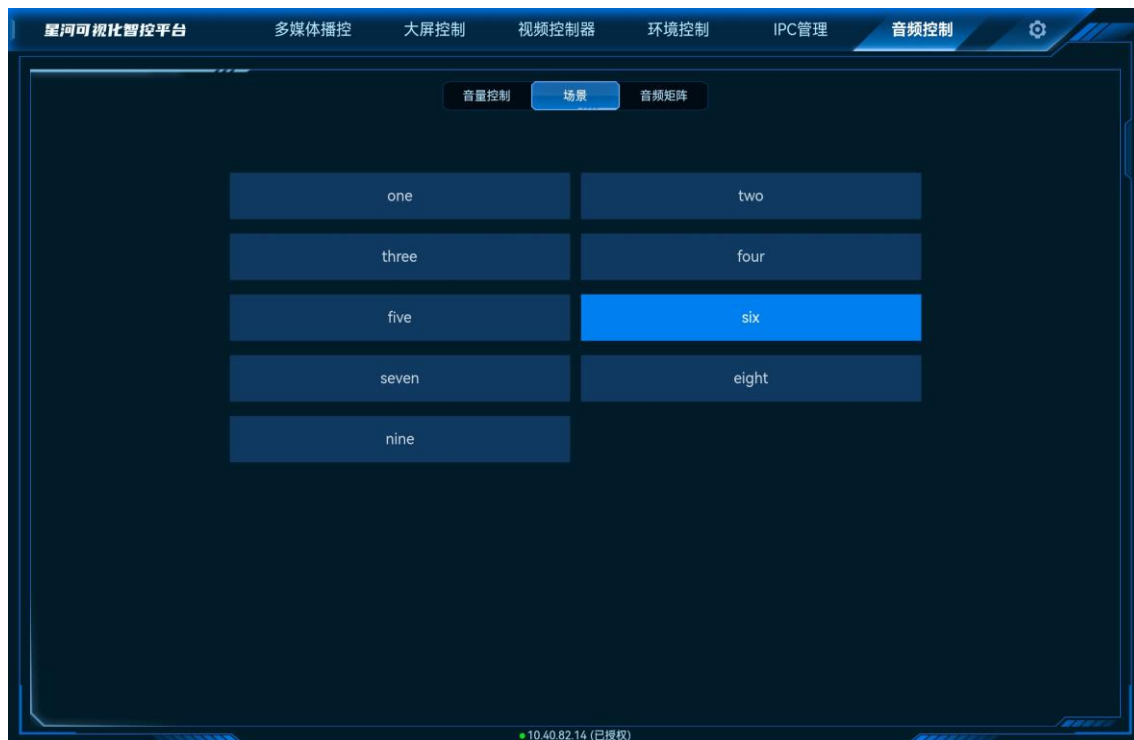 星河可视化智控平台 多媒体播控 大屏控制 视频控制器 环境控制 IPC管理 音频控制
音量控制 场景 音频矩阵
one two
three four
five six
seven eight
nine
10.40.82.14 (已授权)